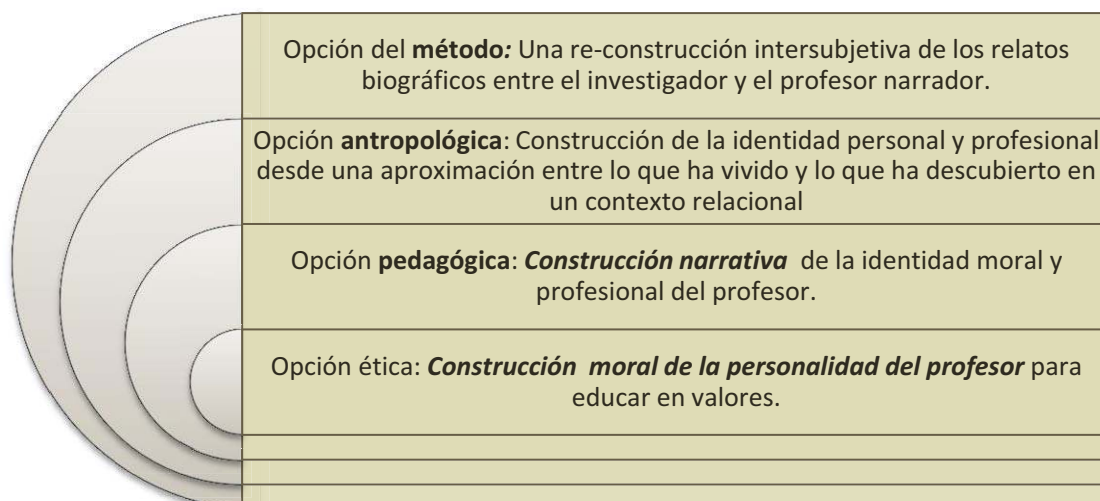 Opción del método: Una re-construcción intersubjetiva de los relatos
biográficos entre el investigador y el profesor narrador.
Opción antropológica: Construcción de la identidad personal y profesional
desde una aproximación entre lo que ha vivido y lo que ha descubierto en
un contexto relacional
Opción pedagógica: Construcción narrativa de la identidad moral y
profesional del profesor.
Opción ética: Construcción moral de la personalidad del profesor para
educar en valores.